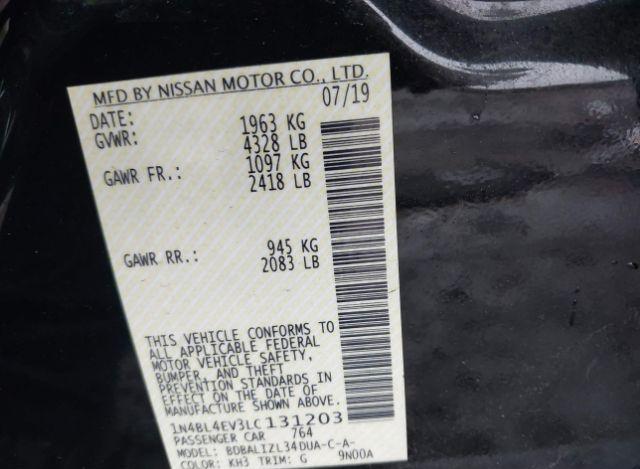 MFD BY NISSAN MOTOR CO., LTD.
DATE: 07/19
GVWR: 1963 KG
4328 LB
GAWR FR.: 1097 KG
2418 LB
GAWR RR.: 945 KG
2083 LB
THIS VEHICLE CONFORMS TO
ALL APPLICABLE FEDERAL
MOTOR VEHICLE SAFETY,
BUMPER, AND THEFT
PREVENTION STANDARDS IN
EFFECT ON THE DATE OF
MANUFACTURE SHOWN ABOVE.
1N4BL4EV3LC131203
PASSENGER CAR 764
MODEL: BDBALIZL34DUA-C-A-
COLOR: KH3 TRIM: G 9N00A